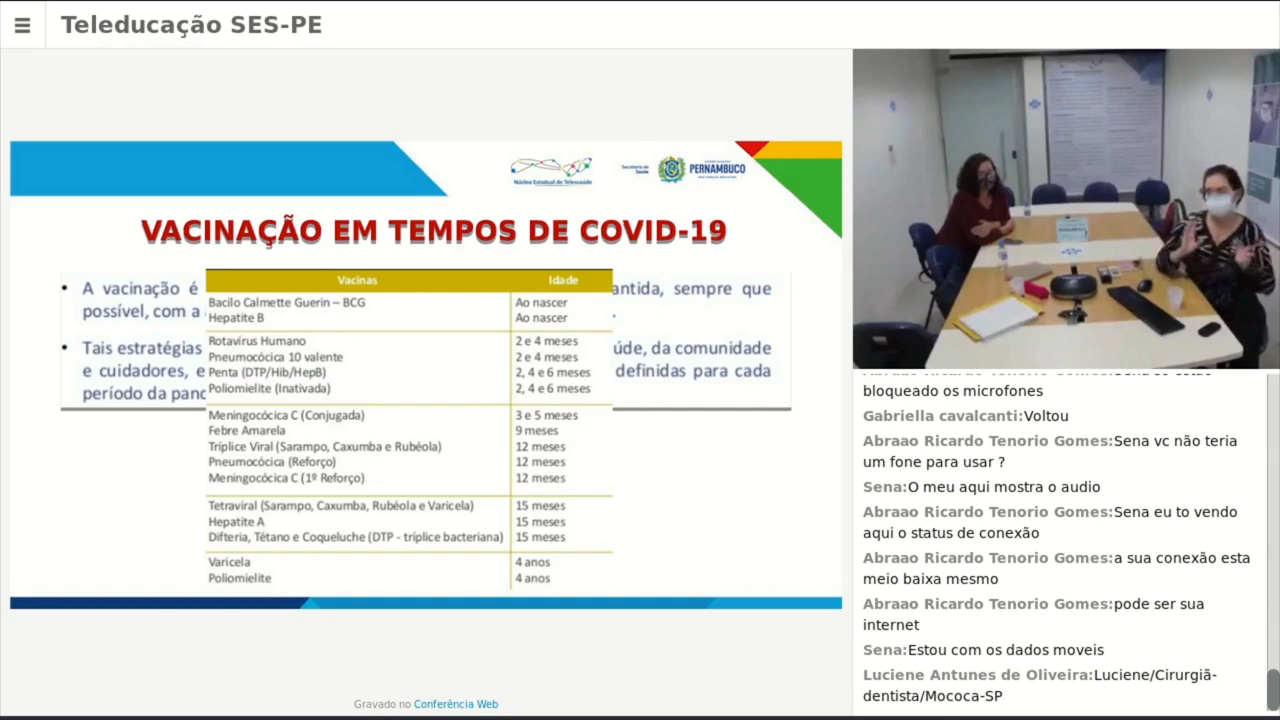 Teleducação SES-PE
Núcleo Estadual de Telessaúde
Secretaria de
Saúde
PERNAMBUCO
VACINAÇÃO EM TEMPOS DE COVID-19
• A vacinação é
antida, sempre que
possível, com a
• Tais estratégias
úde, da comunidade
e cuidadores, e
definidas para cada
período da pand
Vacinas Idade
Bacilo Calmette Guerin – BCG Ao nascer
Hepatite B Ao nascer
Rotavírus Humano 2 e 4 meses
Pneumocócica 10 valente 2 e 4 meses
Penta (DTP/Hib/HepB) 2, 4 e 6 meses
Poliomielite (Inativada) 2, 4 e 6 meses
Meningocócica C (Conjugada) 3 e 5 meses
Febre Amarela 9 meses
Tríplice Viral (Sarampo, Caxumba e Rubéola) 12 meses
Pneumocócica (Reforço) 12 meses
Meningocócica C (1º Reforço) 12 meses
Tetraviral (Sarampo, Caxumba, Rubéola e Varicela) 15 meses
Hepatite A 15 meses
Difteria, Tétano e Coqueluche (DTP - tríplice bacteriana) 15 meses
Varicela 4 anos
Poliomielite 4 anos
Gravado no Conferência Web
bloqueado os microfones
Gabriella cavalcanti:Voltou
Abraao Ricardo Tenorio Gomes:Sena vc não teria
um fone para usar ?
Sena:O meu aqui mostra o audio
Abraao Ricardo Tenorio Gomes:Sena eu to vendo
aqui o status de conexão
Abraao Ricardo Tenorio Gomes:a sua conexão esta
meio baixa mesmo
Abraao Ricardo Tenorio Gomes:pode ser sua
internet
Sena:Estou com os dados moveis
Luciene Antunes de Oliveira:Luciene/Cirurgiã-
dentista/Mococa-SP